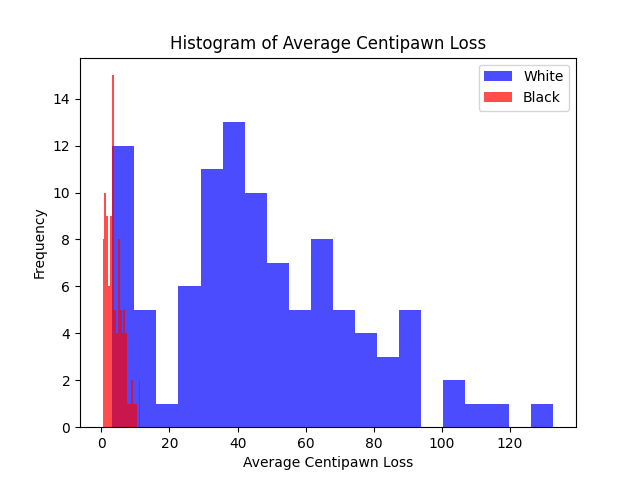 Histogram of Average Centipawn Loss
White
Black
14
12
10
8
6
4
2
0
Frequency
0 20 40 60 80 100 120
Average Centipawn Loss